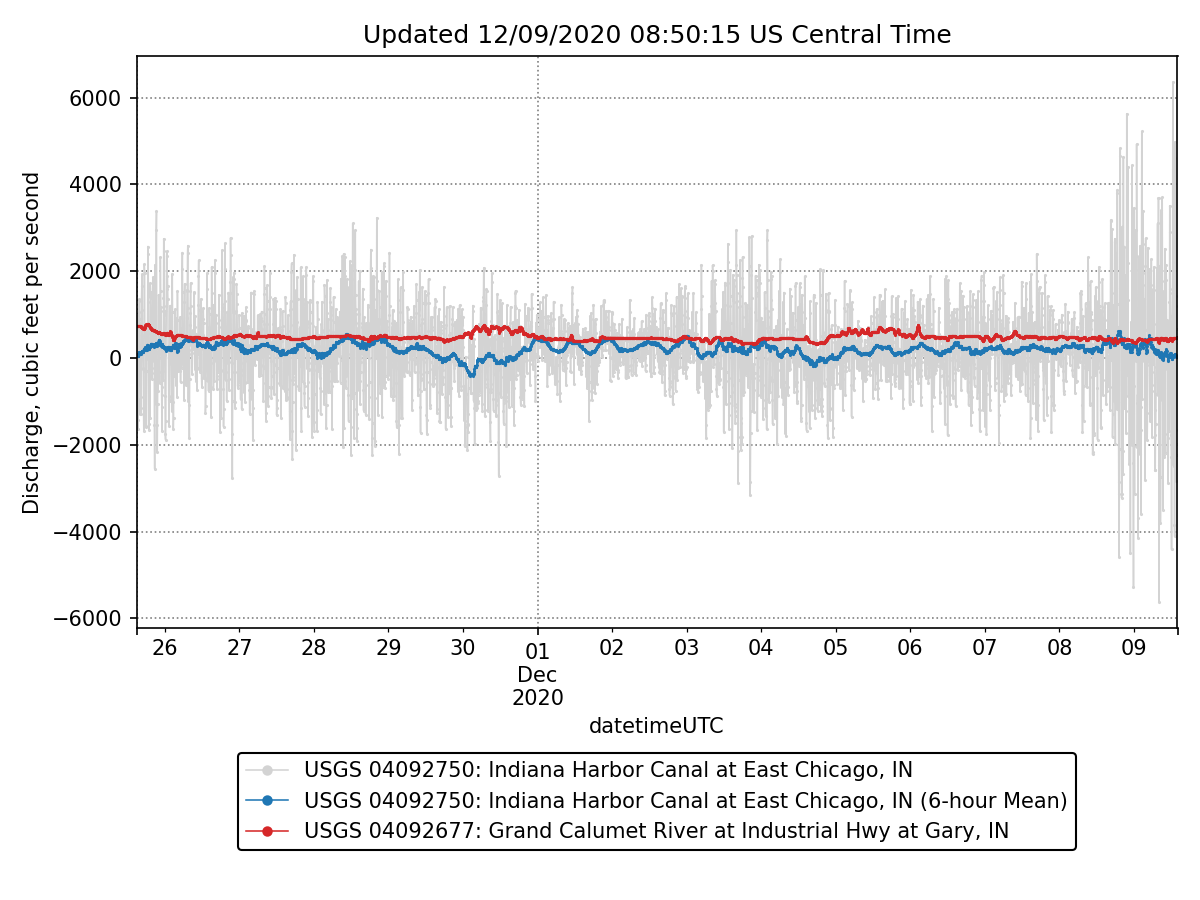 Updated 12/09/2020 08:50:15 US Central Time
Discharge, cubic feet per second
6000
4000
2000
0
−2000
−4000
−6000
26 27 28 29 30 01 02 03 04 05 06 07 08 09
Dec
2020
datetimeUTC
USGS 04092750: Indiana Harbor Canal at East Chicago, IN
USGS 04092750: Indiana Harbor Canal at East Chicago, IN (6-hour Mean)
USGS 04092677: Grand Calumet River at Industrial Hwy at Gary, IN